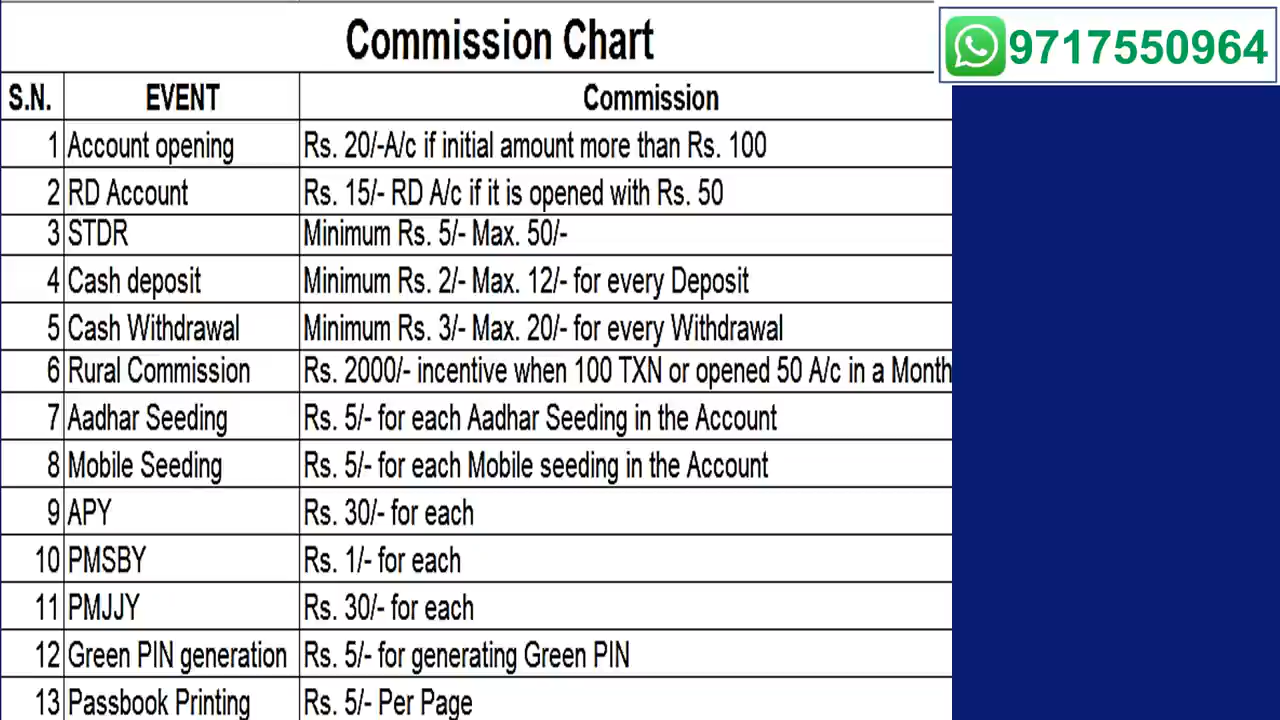 Commission Chart
9717550964
S.N. EVENT Commission
1 Account opening Rs. 20/-A/c if initial amount more than Rs. 100
2 RD Account Rs. 15/- RD A/c if it is opened with Rs. 50
3 STDR Minimum Rs. 5/- Max. 50/-
4 Cash deposit Minimum Rs. 2/- Max. 12/- for every Deposit
5 Cash Withdrawal Minimum Rs. 3/- Max. 20/- for every Withdrawal
6 Rural Commission Rs. 2000/- incentive when 100 TXN or opened 50 A/c in a Month
7 Aadhar Seeding Rs. 5/- for each Aadhar Seeding in the Account
8 Mobile Seeding Rs. 5/- for each Mobile seeding in the Account
9 APY Rs. 30/- for each
10 PMSBY Rs. 1/- for each
11 PMJJY Rs. 30/- for each
12 Green PIN generation Rs. 5/- for generating Green PIN
13 Passbook Printing Rs. 5/- Per Page